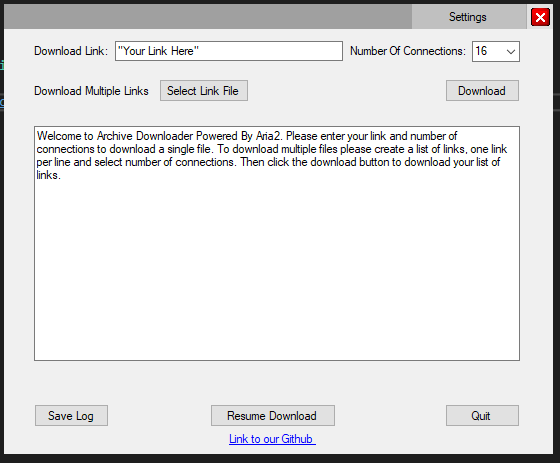 Settings
Download Link: "Your Link Here" Number Of Connections: 16
Download Multiple Links Select Link File Download
Welcome to Archive Downloader Powered By Aria2. Please enter your link and number of
connections to download a single file. To download multiple files please create a list of links, one link
per line and select number of connections. Then click the download button to download your list of
links.
Save Log Resume Download Quit
Link to our Github